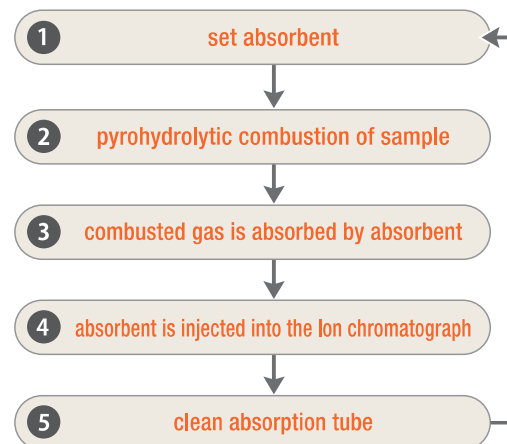 1 set absorbent
2 pyrohydrolytic combustion of sample
3 combusted gas is absorbed by absorbent
4 absorbent is injected into the Ion chromatograph
5 clean absorption tube